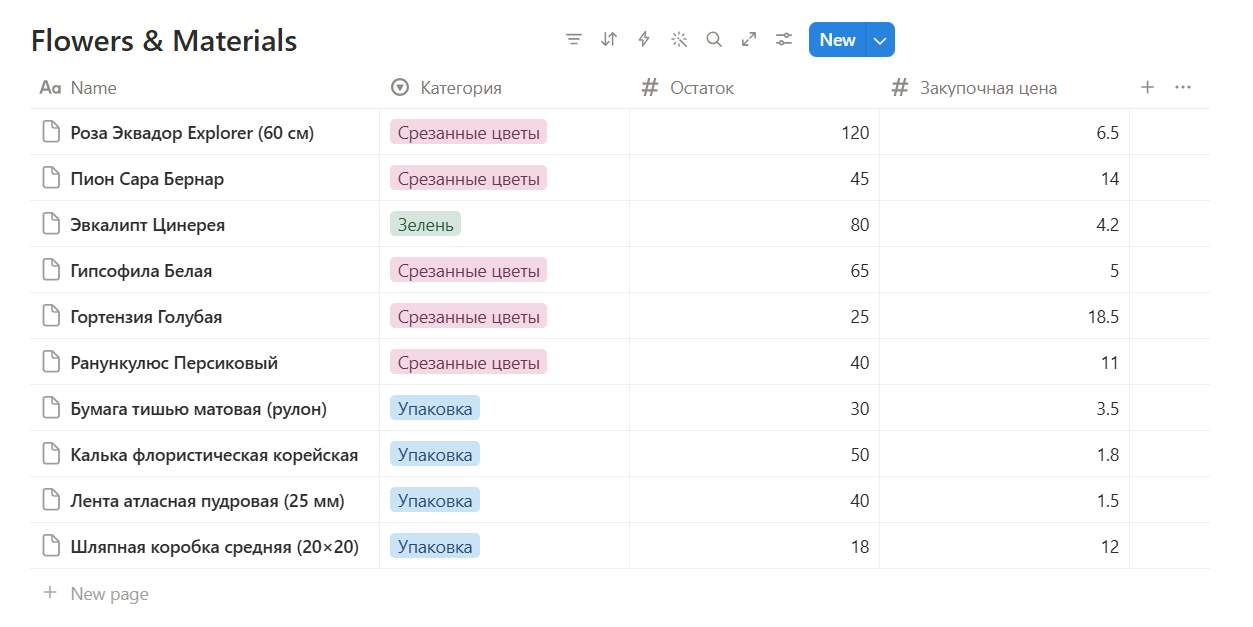 Flowers & Materials New
Aa Name Категория # Остаток # Закупочная цена
Роза Эквадор Explorer (60 см) Срезанные цветы 120 6.5
Пион Сара Бернар Срезанные цветы 45 14
Эвкалипт Цинерея Зелень 80 4.2
Гипсофила Белая Срезанные цветы 65 5
Гортензия Голубая Срезанные цветы 25 18.5
Ранункулюс Персиковый Срезанные цветы 40 11
Бумага тишью матовая (рулон) Упаковка 30 3.5
Калька флористическая корейская Упаковка 50 1.8
Лента атласная пудровая (25 мм) Упаковка 40 1.5
Шляпная коробка средняя (20×20) Упаковка 18 12
+ New page